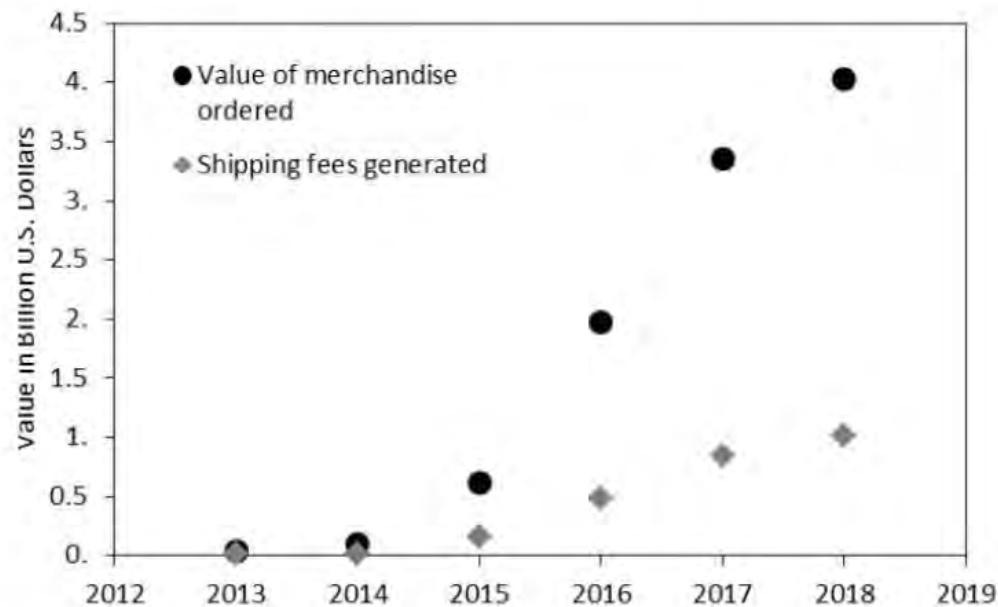 4.5
4.
3.5
3.
2.5
2.
1.5
1.
0.5
0.
Value in Billion U.S. Dollars
Value of merchandise
ordered
Shipping fees generated
2012 2013 2014 2015 2016 2017 2018 2019